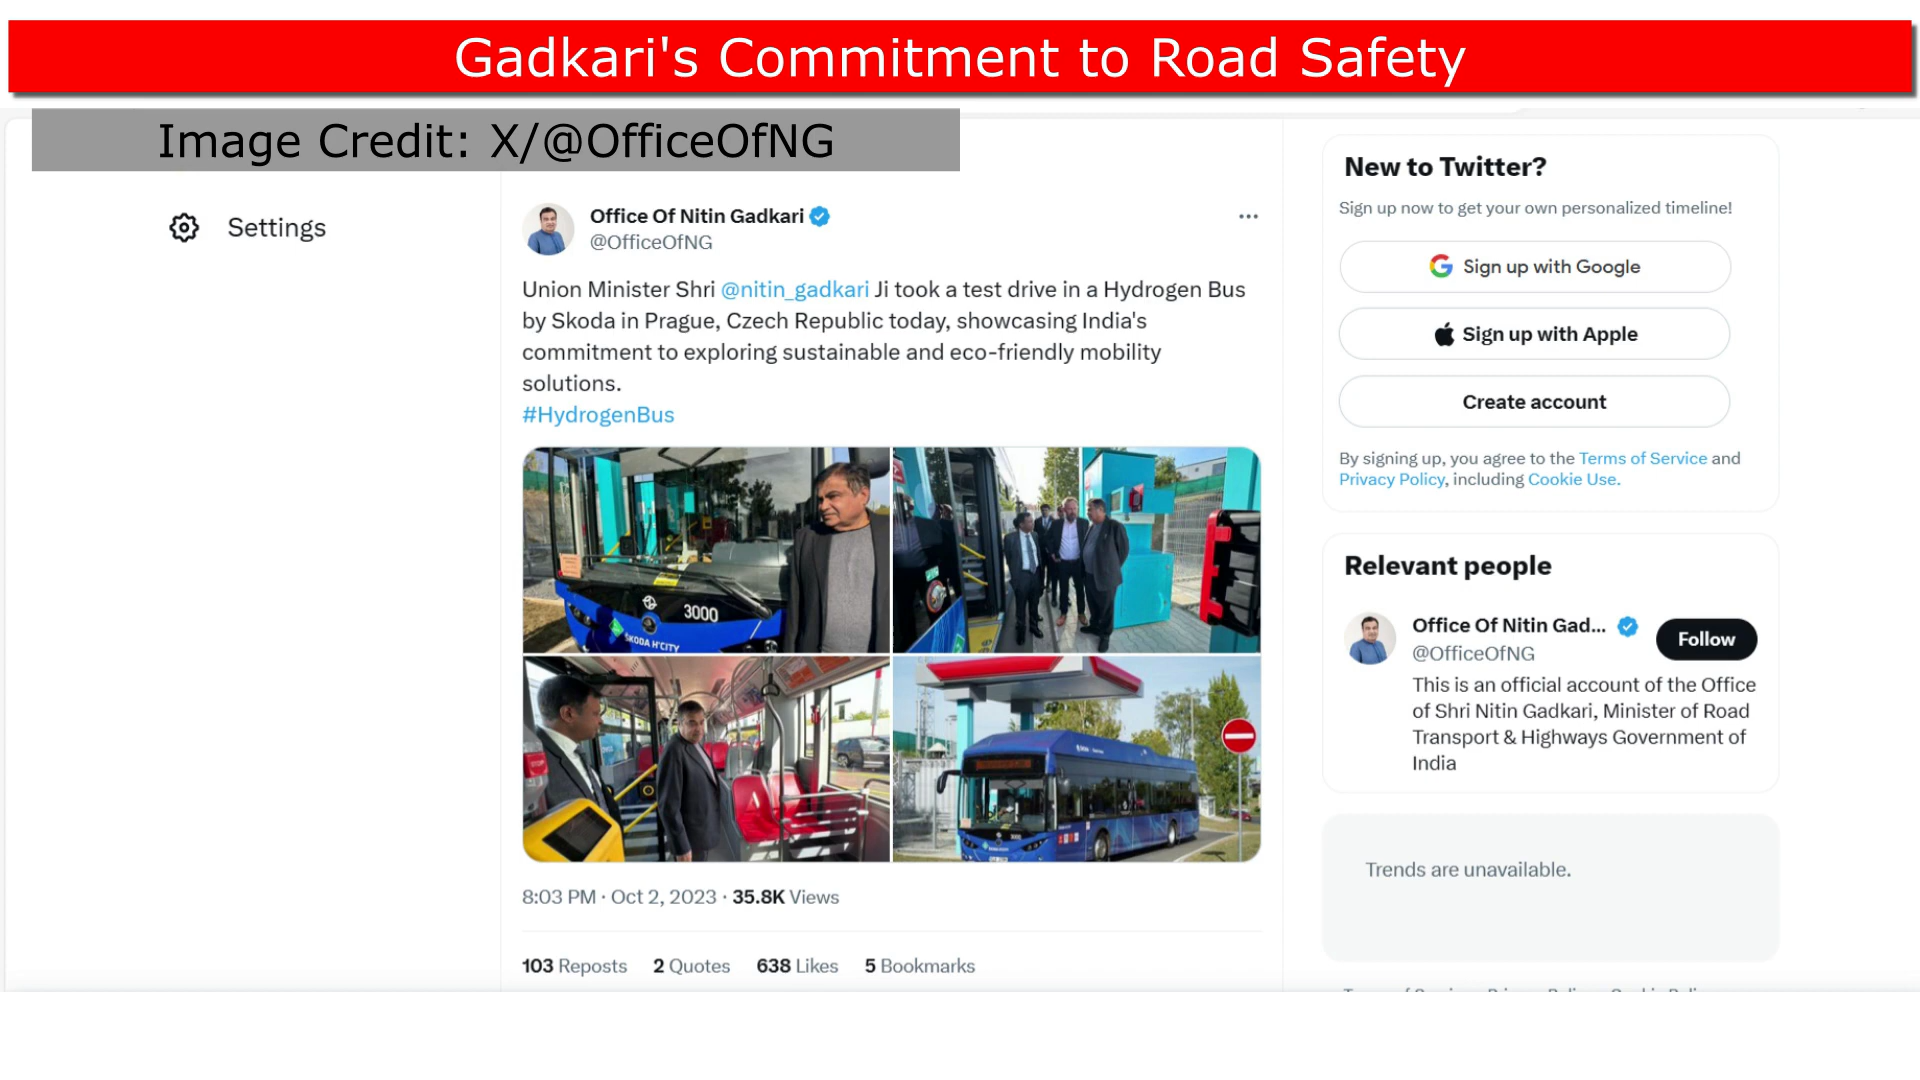 Gadkari's Commitment to Road Safety
Image Credit: X/@OfficeOfNG
Settings
Office Of Nitin Gadkari
@OfficeOfNG
Union Minister Shri @nitin_gadkari Ji took a test drive in a Hydrogen Bus
by Skoda in Prague, Czech Republic today, showcasing India's
commitment to exploring sustainable and eco-friendly mobility
solutions.
#HydrogenBus
3000
ŠKODA H'CITY
STOP
3000
8:03 PM · Oct 2, 2023 · 35.8K Views
103 Reposts 2 Quotes 638 Likes 5 Bookmarks
New to Twitter?
Sign up now to get your own personalized timeline!
Sign up with Google
Sign up with Apple
Create account
By signing up, you agree to the Terms of Service and
Privacy Policy, including Cookie Use.
Relevant people
Office Of Nitin Gad...
@OfficeOfNG
Follow
This is an official account of the Office
of Shri Nitin Gadkari, Minister of Road
Transport & Highways Government of
India
Trends are unavailable.